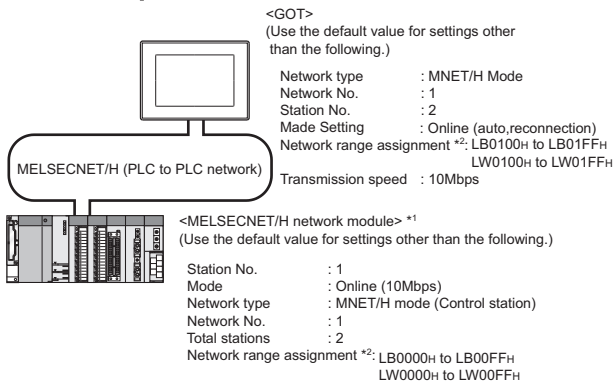 <GOT>
(Use the default value for settings other
than the following.)
Network type : MNET/H Mode
Network No. : 1
Station No. : 2
Made Setting : Online (auto,reconnection)
Network range assignment *2: LB0100H to LB01FFH
LW0100H to LW01FFH
Transmission speed : 10Mbps
MELSECNET/H (PLC to PLC network)
<MELSECNET/H network module> *1
(Use the default value for settings other than the following.)
Station No. : 1
Mode : Online (10Mbps)
Network type : MNET/H mode (Control station)
Network No. : 1
Total stations : 2
Network range assignment *2: LB0000H to LB00FFH
LW0000H to LW00FFH